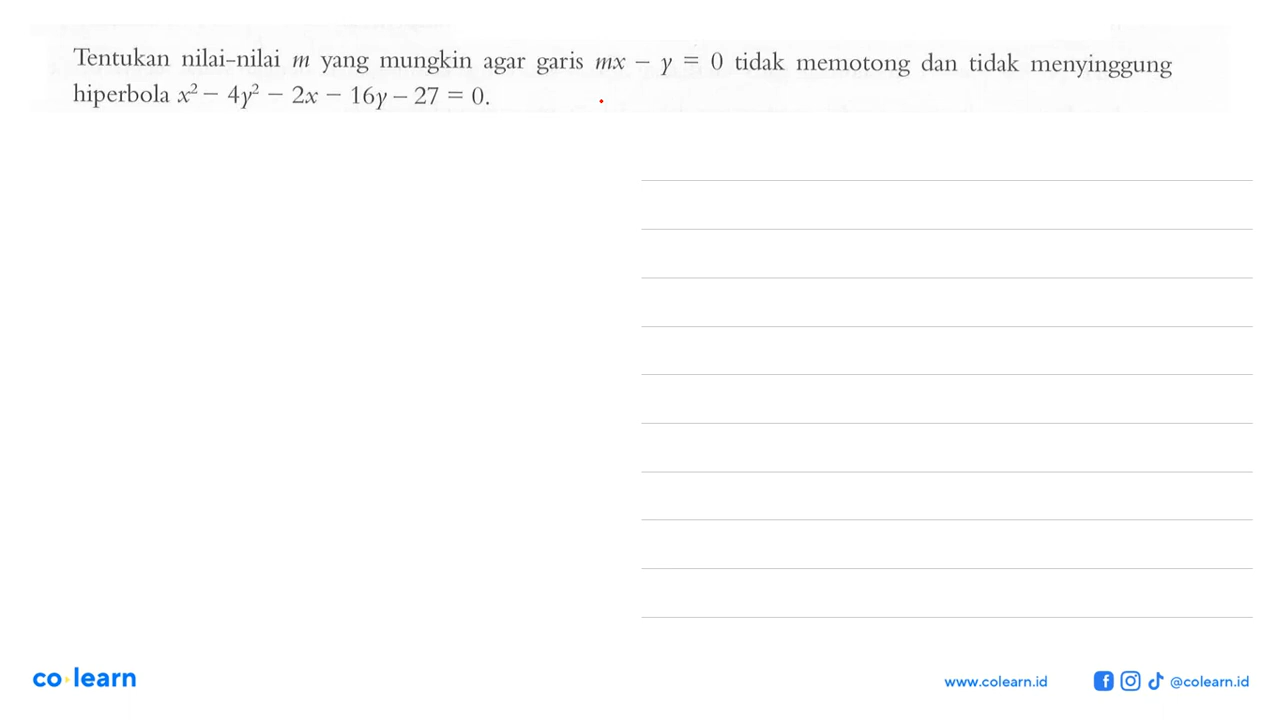 Tentukan nilai-nilai m yang mungkin agar garis mx − y = 0 tidak memotong dan tidak menyinggung
hiperbola x² − 4y² − 2x − 16y − 27 = 0.
co learn
www.colearn.id @colearn.id